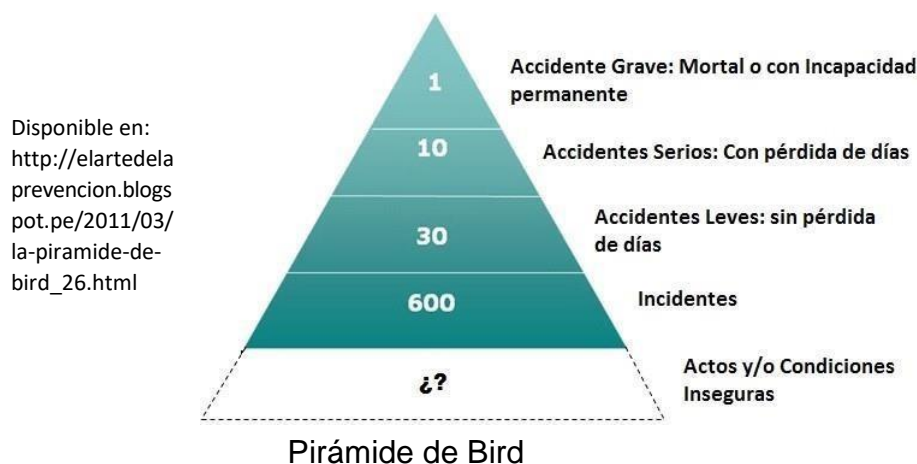 Disponible en:
http://elartedela
prevencion.blogs
pot.pe/2011/03/
la-piramide-de-
bird_26.html
1
Accidente Grave: Mortal o con Incapacidad
permanente
10
Accidentes Serios: Con pérdida de días
30
Accidentes Leves: sin pérdida
de días
600
Incidentes
¿?
Actos y/o Condiciones
Inseguras
Pirámide de Bird